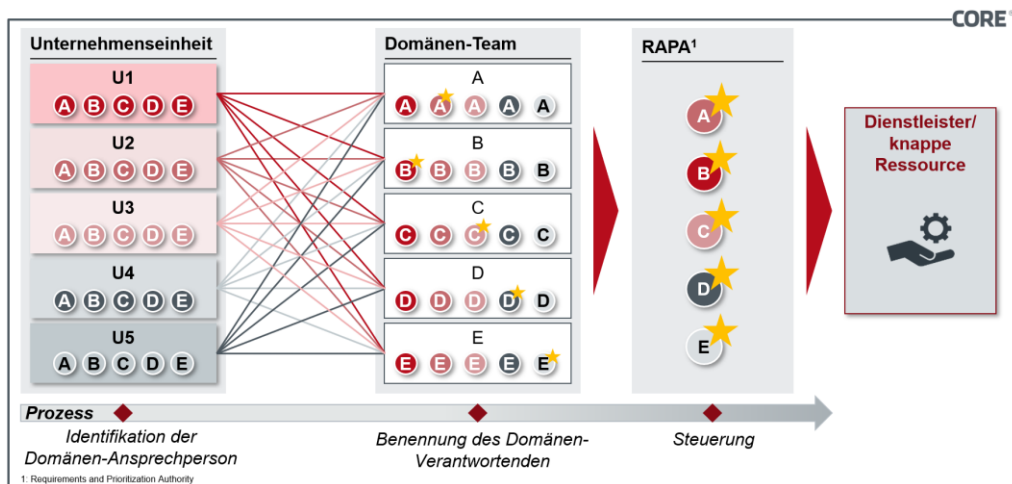 CORE®
Unternehmenseinheit
U1
A B C D E
U2
A B C D E
U3
A B C D E
U4
A B C D E
U5
A B C D E
Domänen-Team
A
A A A A A
B
B B B B B
C
C C C C C
D
D D D D D
E
E E E E E
RAPA¹
A
B
C
D
E
Dienstleister/
knappe
Ressource
Prozess
Identifikation der
Domänen-Ansprechperson
Benennung des Domänen-
Verantwortenden
Steuerung
1: Requirements and Prioritization Authority